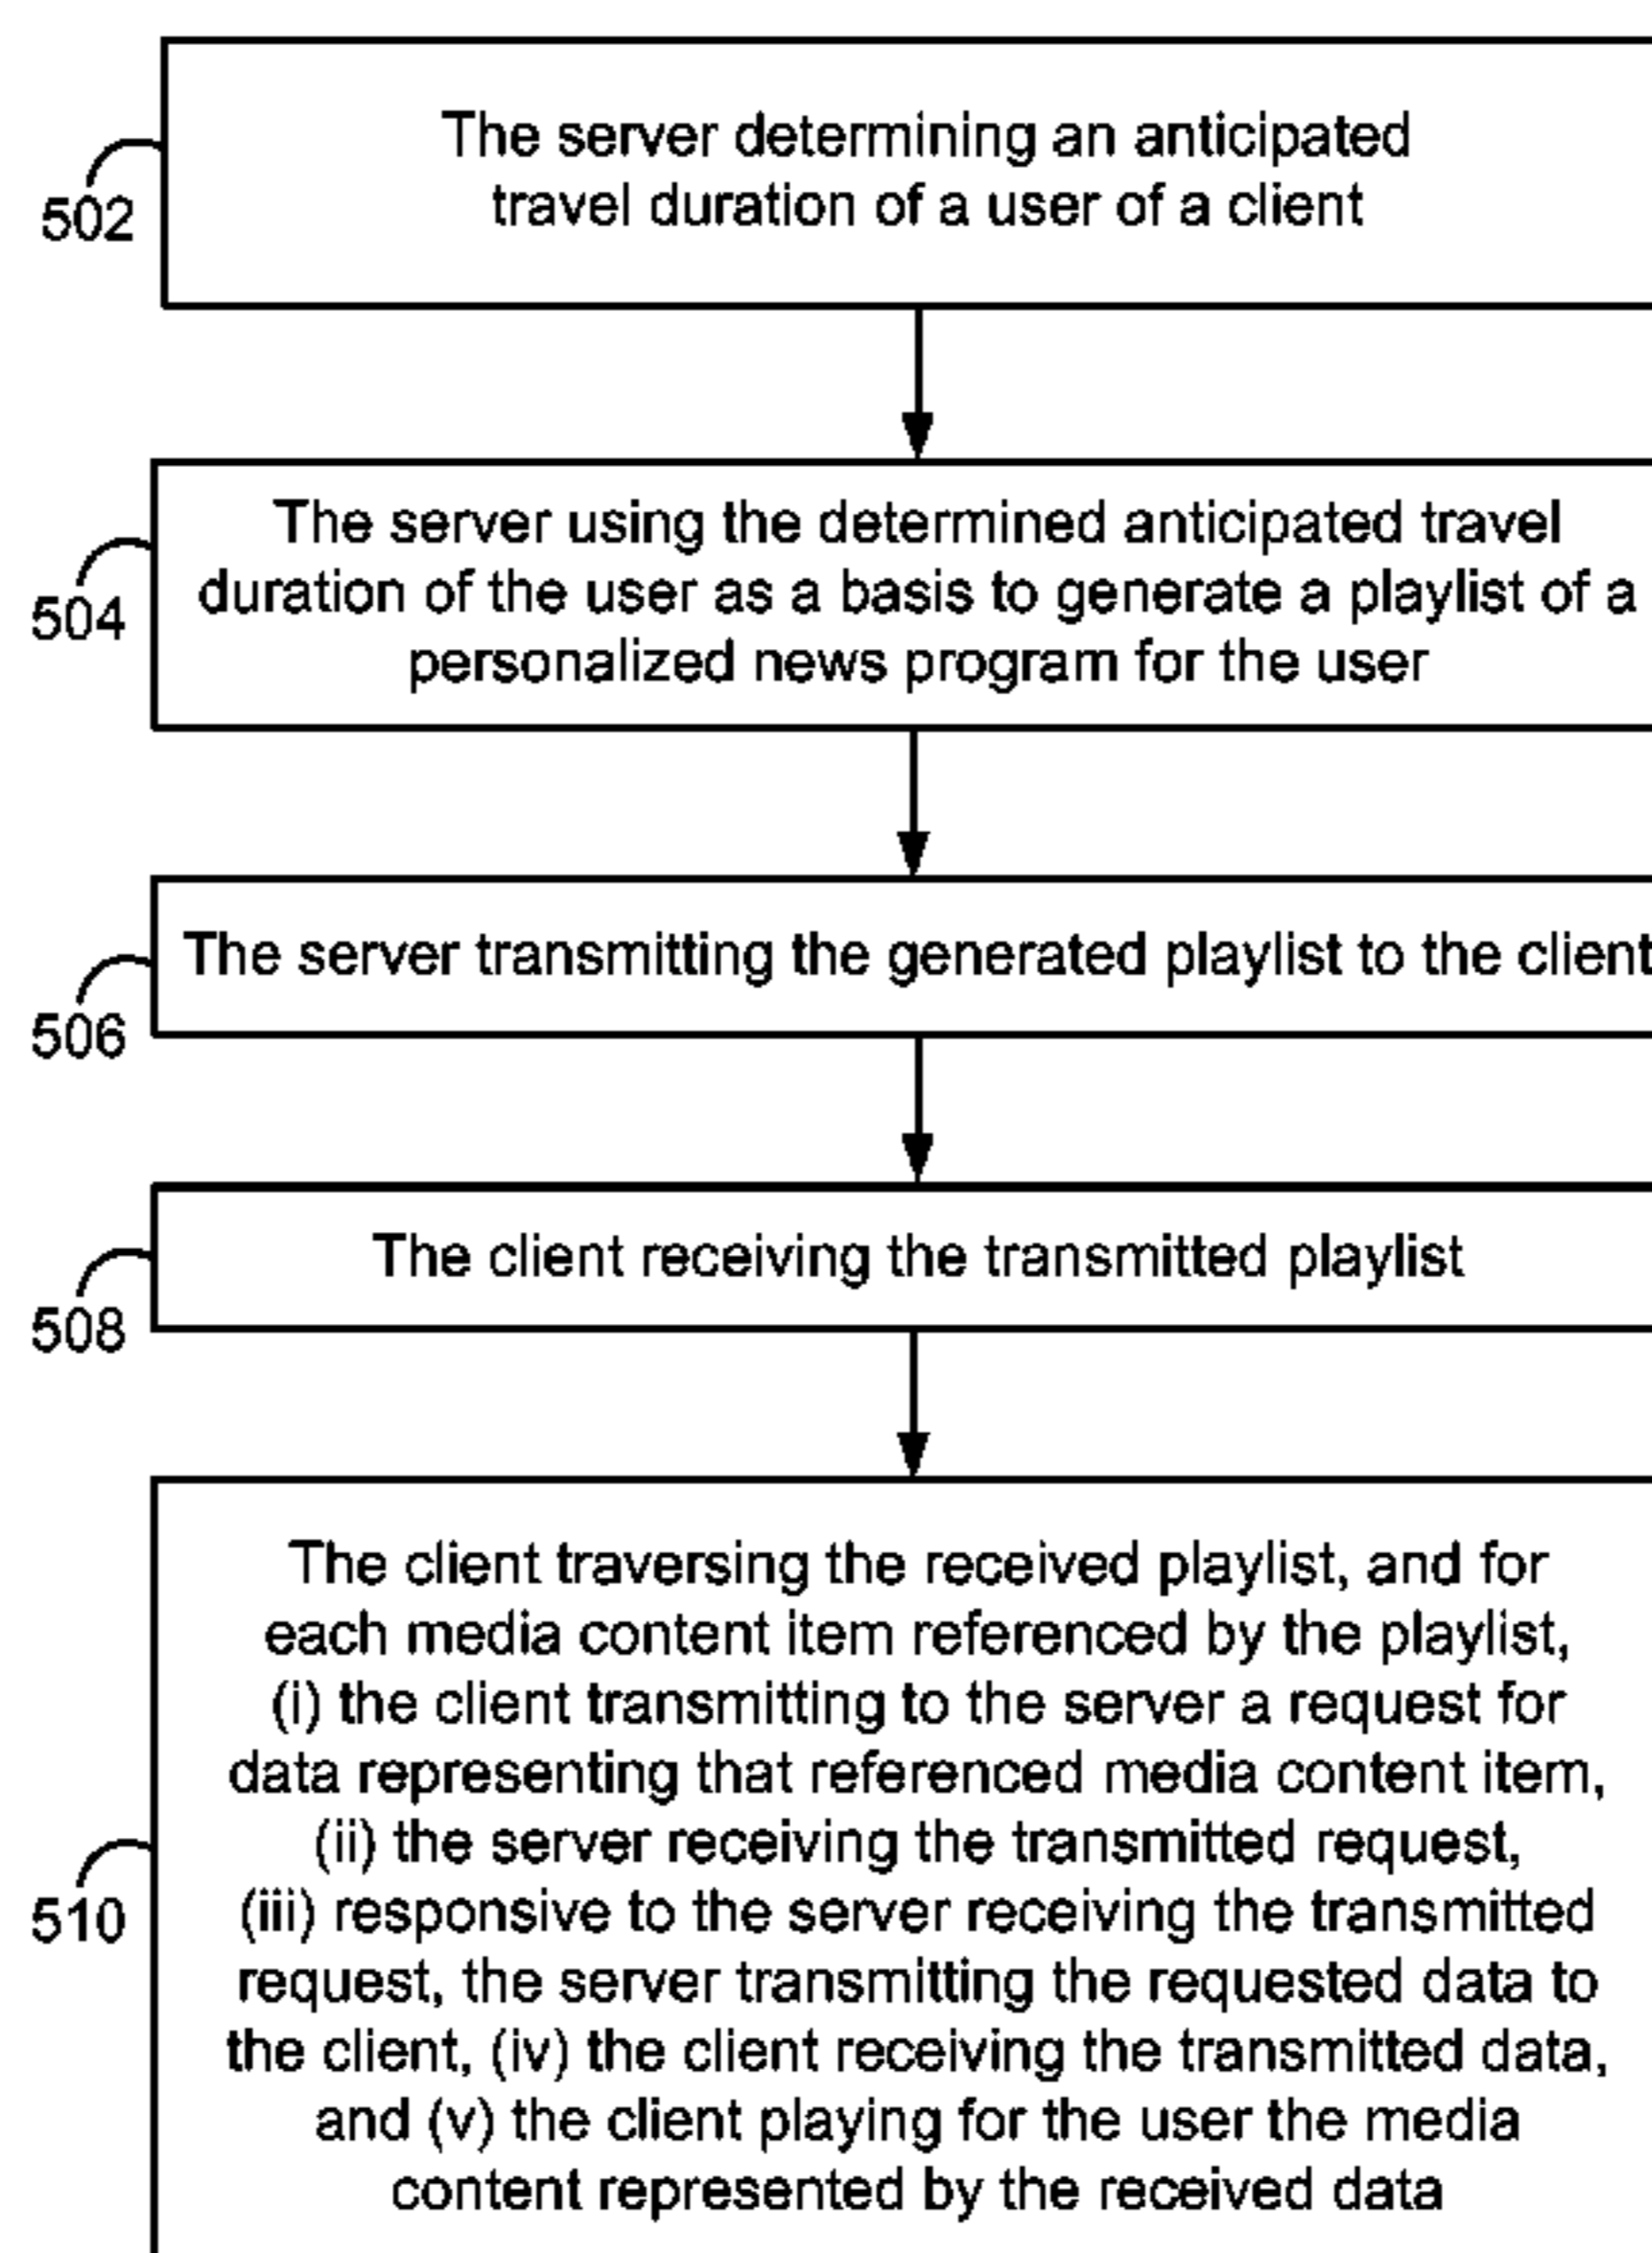 The server determining an anticipated
travel duration of a user of a client
502
The server using the determined anticipated travel
duration of the user as a basis to generate a playlist of a
personalized news program for the user
504
The server transmitting the generated playlist to the client
506
The client receiving the transmitted playlist
508
The client traversing the received playlist, and for
each media content item referenced by the playlist,
(i) the client transmitting to the server a request for
data representing that referenced media content item,
(ii) the server receiving the transmitted request,
(iii) responsive to the server receiving the transmitted
request, the server transmitting the requested data to
the client, (iv) the client receiving the transmitted data,
and (v) the client playing for the user the media
content represented by the received data
510